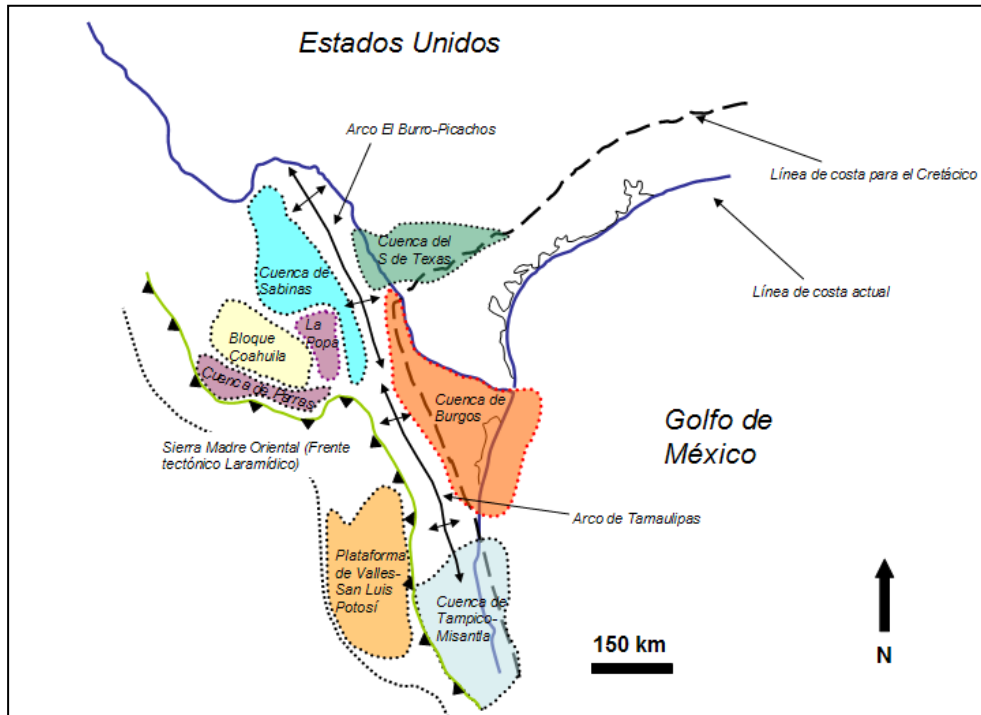 Estados Unidos
Arco El Burro-Picachos
Línea de costa para el Cretácico
Cuenca del
S de Texas
Cuenca de
Sabinas
Línea de costa actual
La
Popa
Bloque
Coahuila
Cuenca de Parras
Cuenca de
Burgos
Golfo de
México
Sierra Madre Oriental (Frente
tectónico Laramídico)
Arco de Tamaulipas
Plataforma
de Valles-
San Luis
Potosí
Cuenca de
Tampico-
Misantla
150 km
N